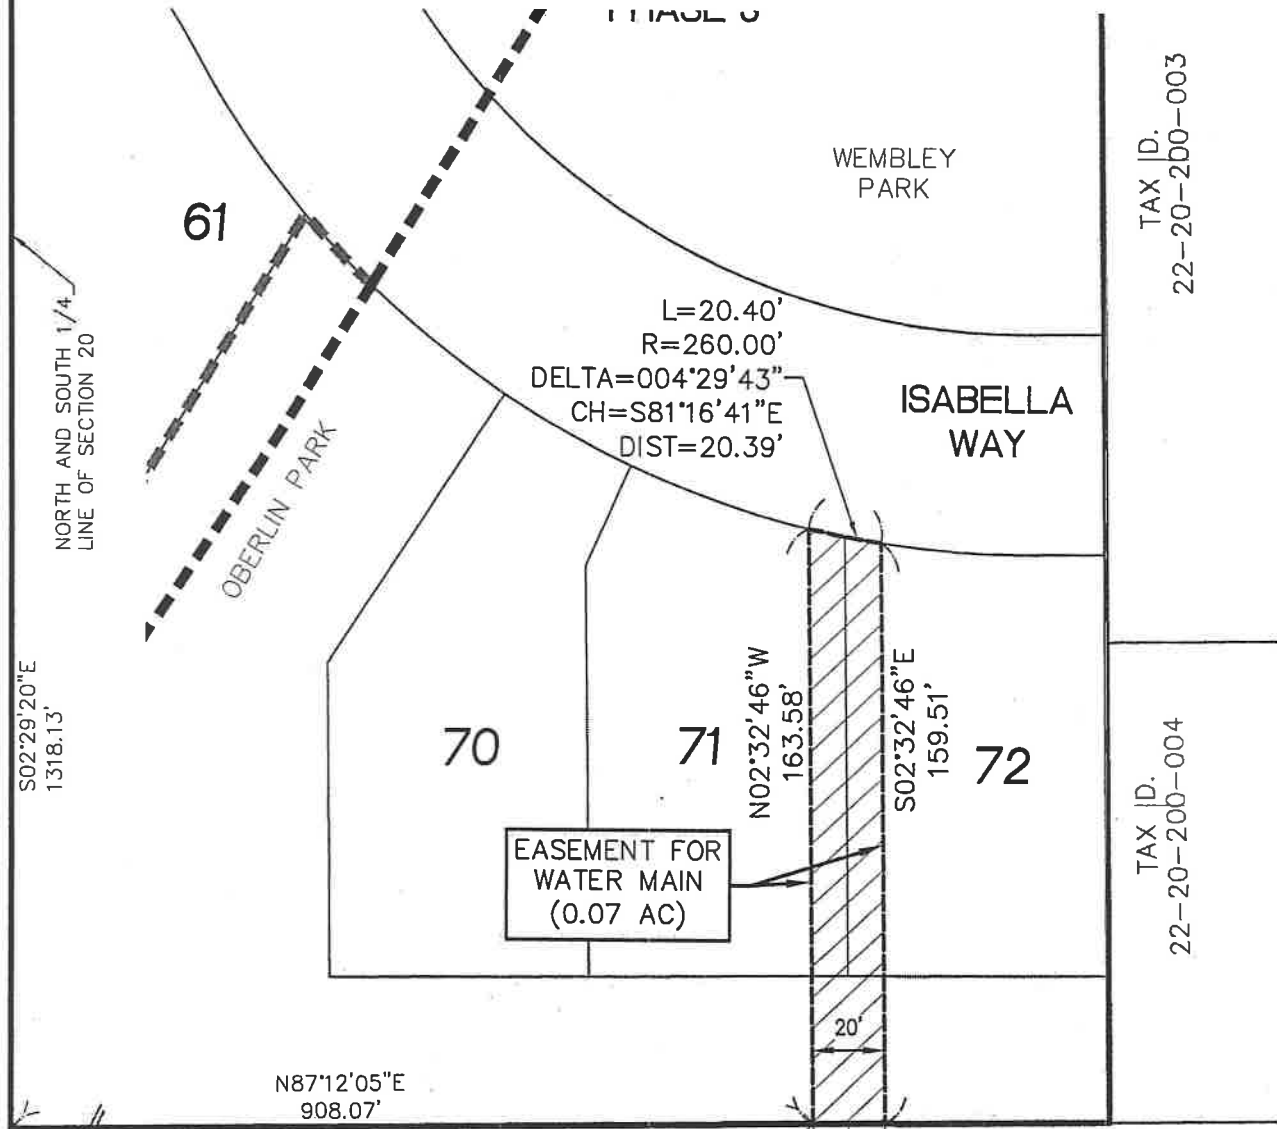 PHASE 3
WEMBLEY
PARK
TAX ID.
22-20-200-003
61
NORTH AND SOUTH 1/4
LINE OF SECTION 20
L=20.40'
R=260.00'
DELTA=004°29'43"
CH=S81°16'41"E
DIST=20.39'
ISABELLA
WAY
OBERLIN PARK
S02°29'20"E
1318.13'
70
71
N02°32'46"W
163.58'
S02°32'46"E
159.51'
72
TAX ID.
22-20-200-004
EASEMENT FOR
WATER MAIN
(0.07 AC)
20'
N87°12'05"E
908.07'